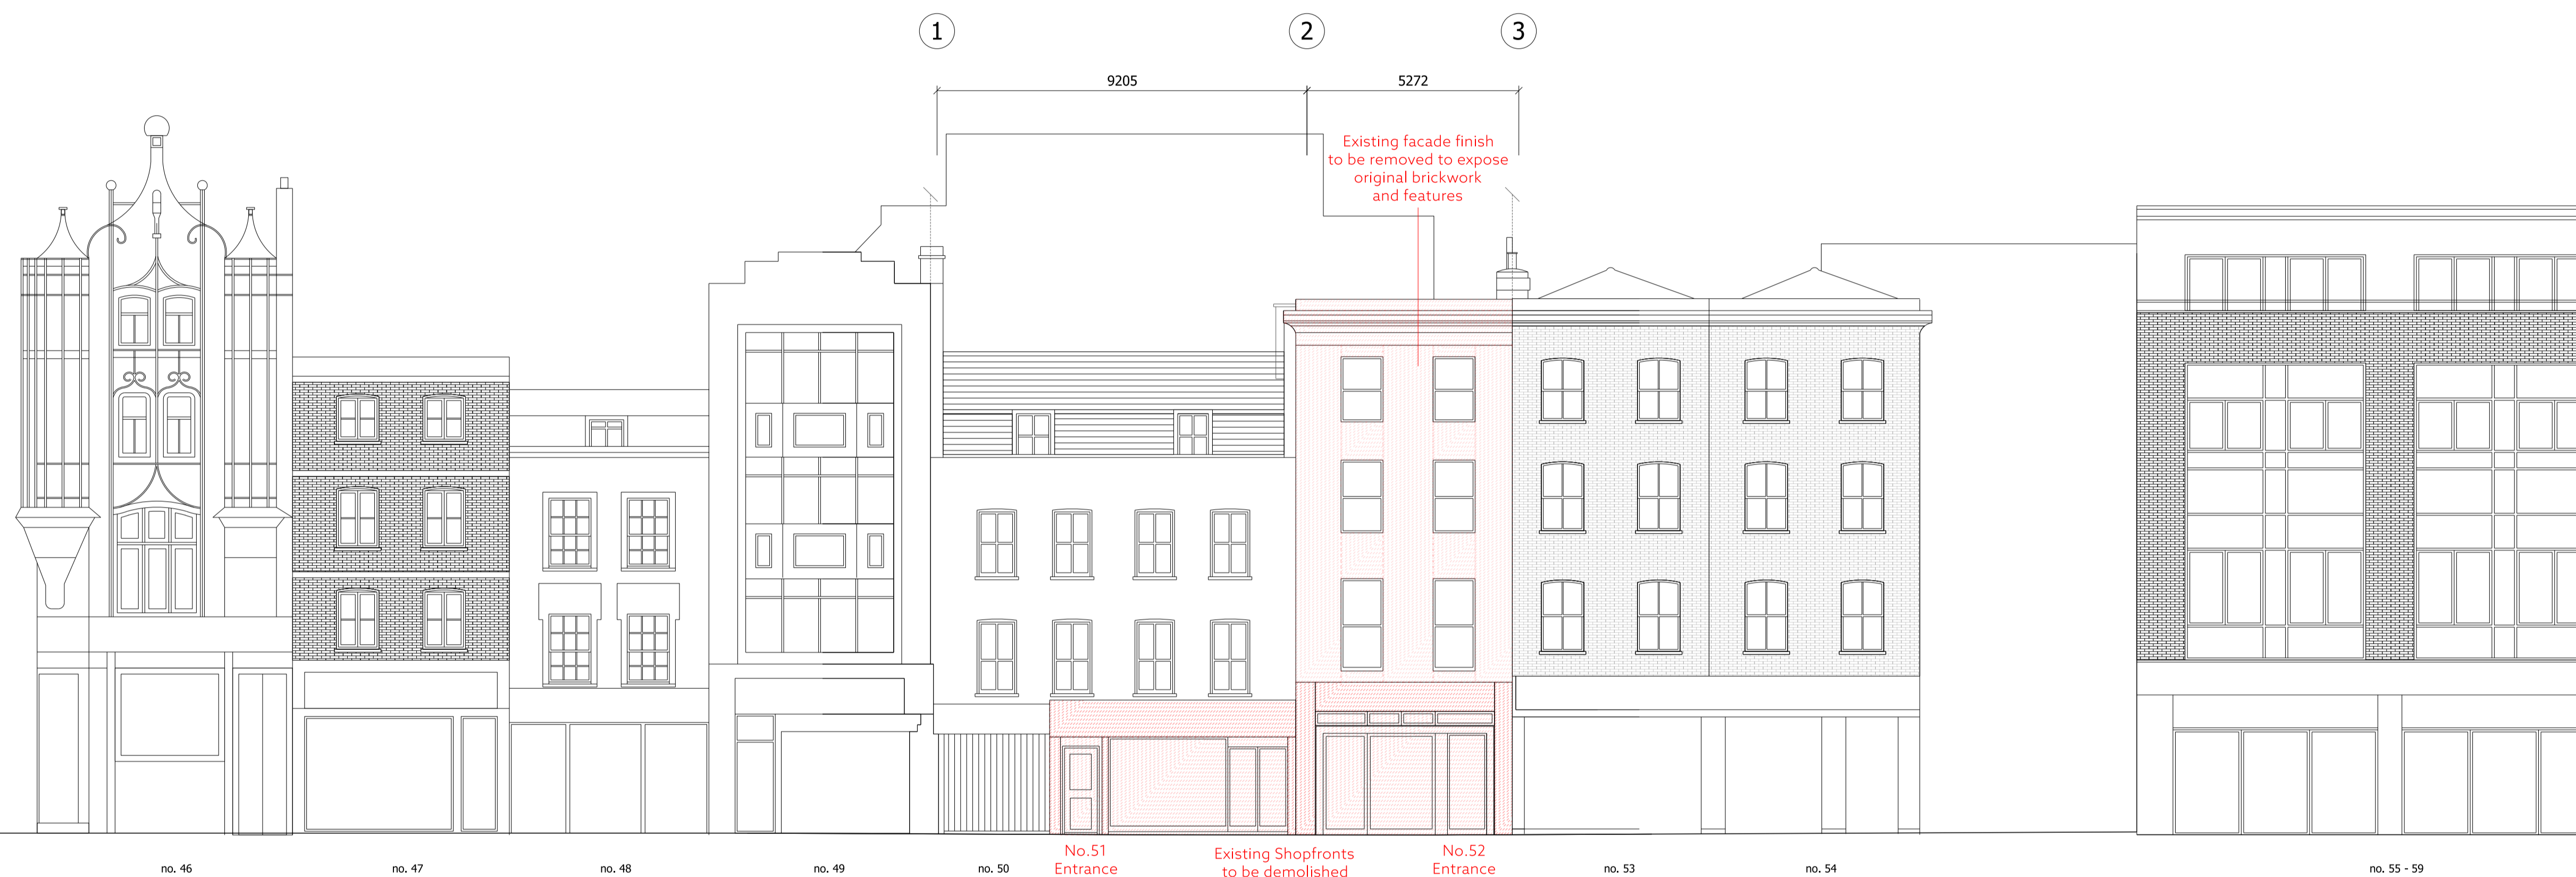 1
2
3
9205
5272
Existing facade finish
to be removed to expose
original brickwork
and features
no. 46
no. 47
no. 48
no. 49
no. 50
No.51
Entrance
Existing Shopfronts
to be demolished
No.52
Entrance
no. 53
no. 54
no. 55 - 59